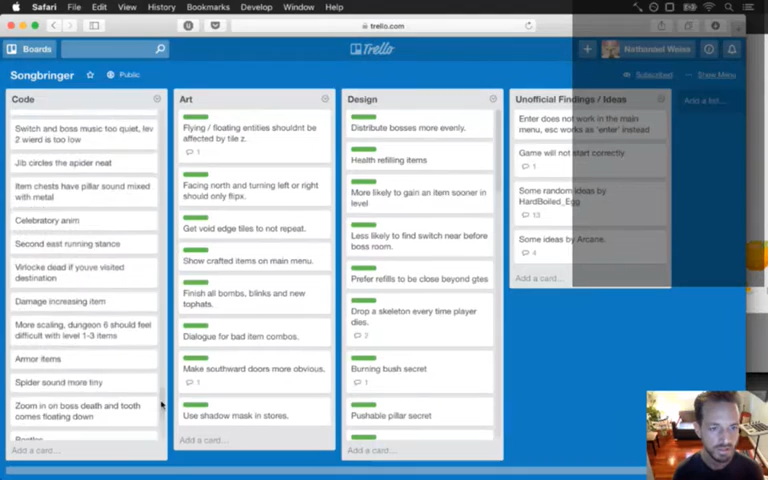 Safari File Edit View History Bookmarks Develop Window Help
trello.com
Boards
Trello
Nathaniel Weiss
Songbringer
Public
Subscribed
Show Menu
Code
Switch and boss music too quiet, lev
2 wierd is too low
Jib circles the spider neat
Item chests have pillar sound mixed
with metal
Celebratory anim
Second east running stance
Virlocke dead if youve visited
destination
Damage increasing item
More scaling, dungeon 6 should feel
difficult with level 1-3 items
Armor items
Spider sound more tiny
Zoom in on boss death and tooth
comes floating down
Add a card...
Art
Flying / floating entities shouldnt be
affected by tile z.
1
Facing north and turning left or right
should only flipx.
Get void edge tiles to not repeat.
Show crafted items on main menu.
Finish all bombs, blinks and new
tophats.
Dialogue for bad item combos.
Make southward doors more obvious.
1
Use shadow mask in stores.
Add a card...
Design
Distribute bosses more evenly.
Health refilling items
More likely to gain an item sooner in
level
Less likely to find switch near before
boss room.
Prefer refills to be close beyond gtes
Drop a skeleton every time player
dies.
2
Burning bush secret
1
Pushable pillar secret
Add a card...
Unofficial Findings / Ideas
Enter does not work in the main
menu, esc works as 'enter' instead
Game will not start correctly
1
Some random ideas by
HardBoiled_Egg
13
Some ideas by Arcane.
4
Add a card...
Add a list...